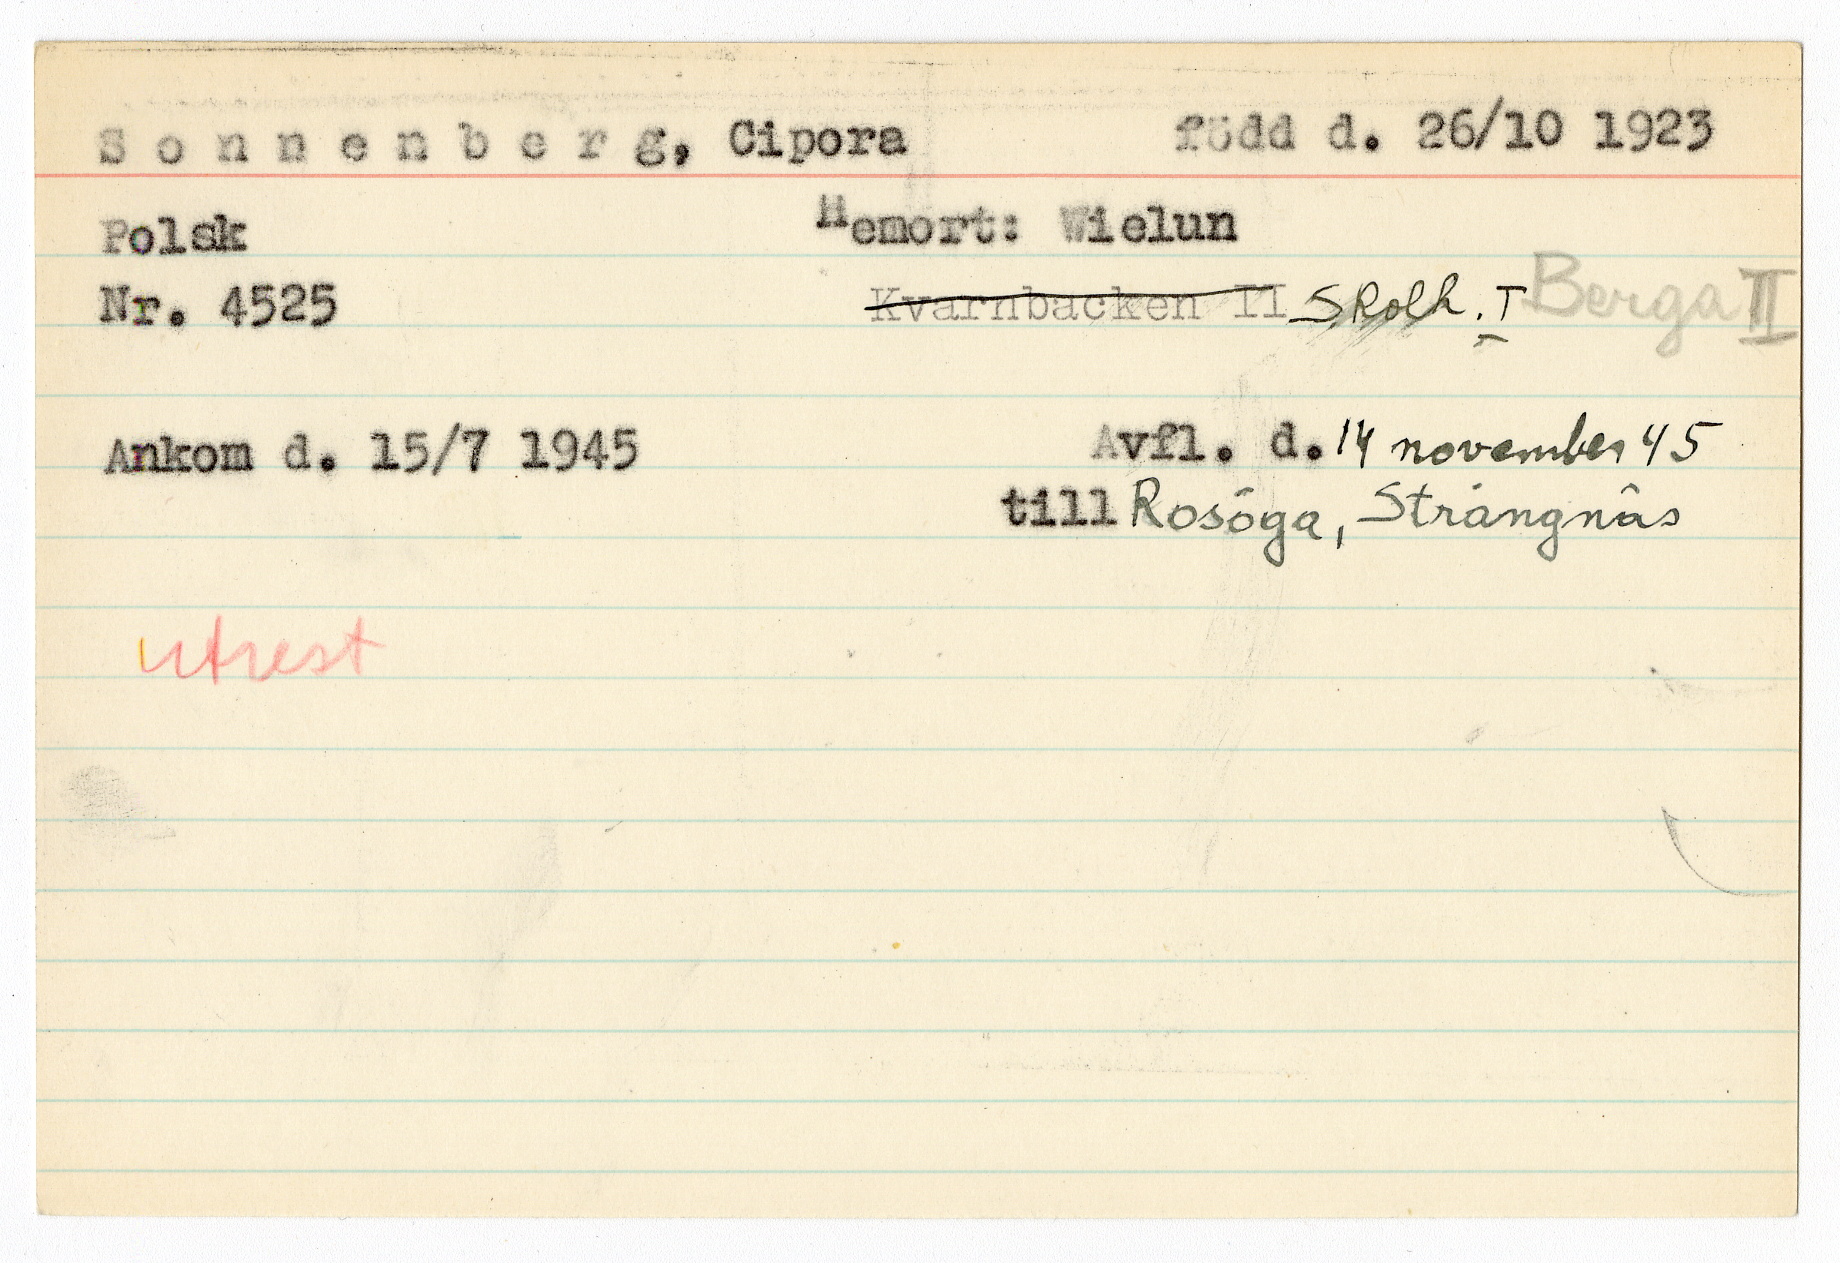 Sonnenberg, Cipora född d. 26/10 1923
Polsk Hemort: Wielun
Nr. 4525 Kvarnbacken II Skolh. I Berga II
Ankom d. 15/7 1945 Avfl. d. 14 november 45
till Rosöga, Strängnäs
utrest